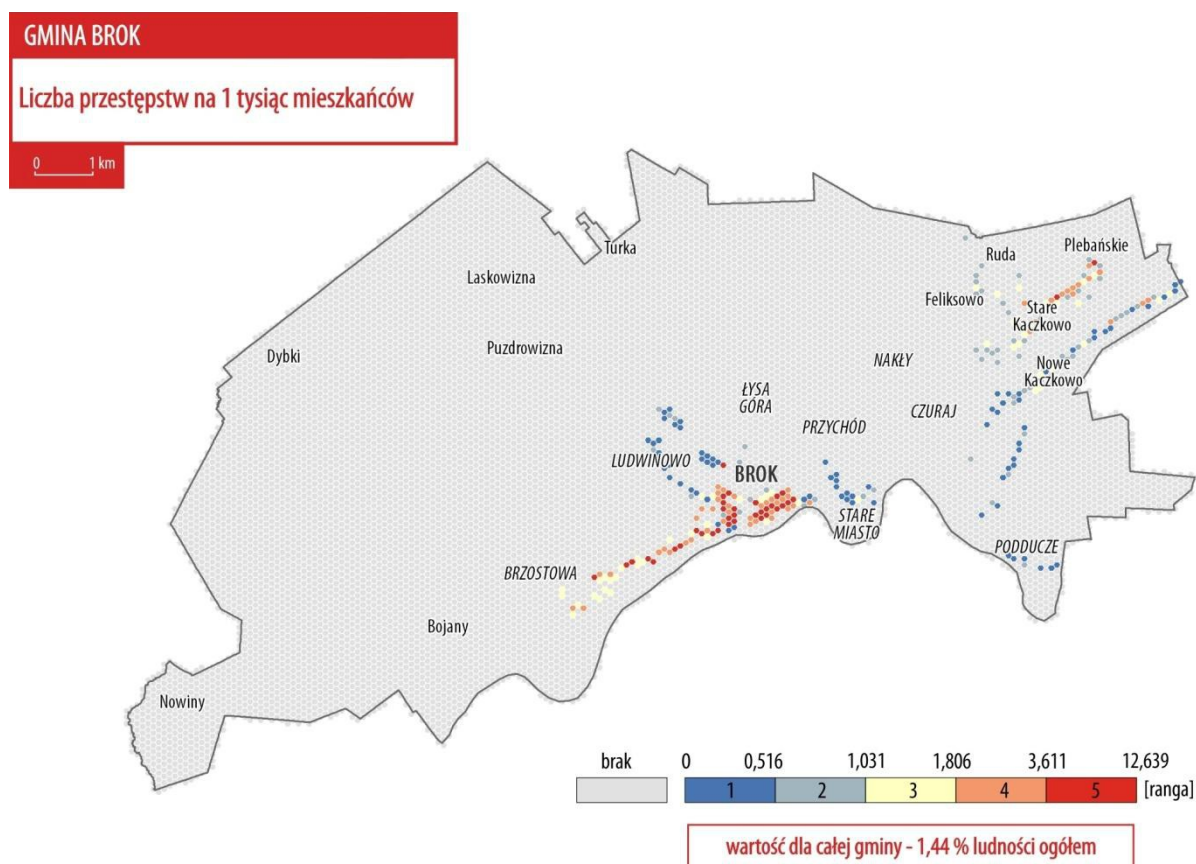 GMINA BROK
Liczba przestępstw na 1 tysiąc mieszkańców
0 1 km
Turka
Ruda
Plebańskie
Laskowizna
Feliksowo
Stare
Kaczkowo
Dybki
Puzdrowizna
NAKŁY
Nowe
Kaczkowo
ŁYSA
GÓRA
CZURAJ
PRZYCHÓD
LUDWINOWO
BROK
STARE
MIASTO
PODDUCZE
BRZOSTOWA
Bojany
Nowiny
brak 0 0,516 1,031 1,806 3,611 12,639
1 2 3 4 5 [ranga]
wartość dla całej gminy - 1,44 % ludności ogółem